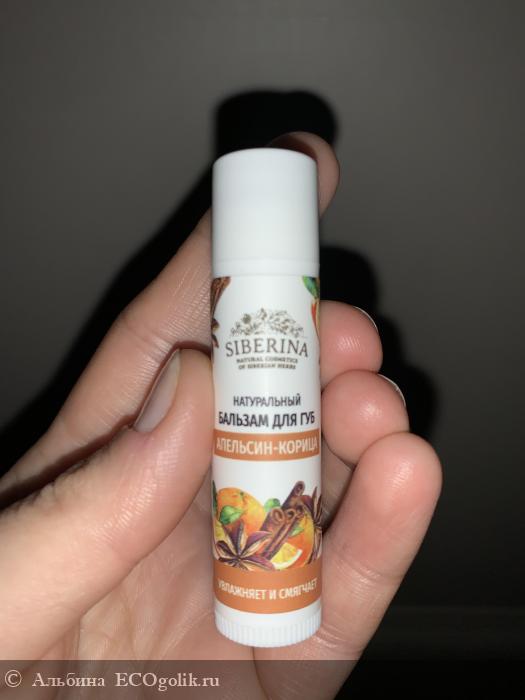 SIBERINA
NATURAL COSMETICS
OF SIBERIAN HERBS
НАТУРАЛЬНЫЙ
БАЛЬЗАМ ДЛЯ ГУБ
АПЕЛЬСИН-КОРИЦА
УВЛАЖНЯЕТ И СМЯГЧАЕТ
© Альбина ECOgolik.ru